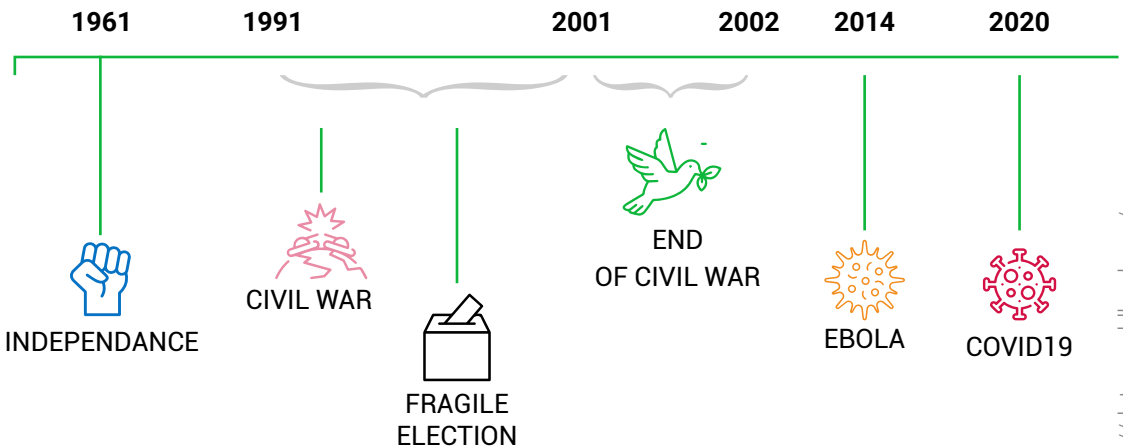 1961 1991 2001 2002 2014 2020
INDEPENDANCE
CIVIL WAR
FRAGILE
ELECTION
END
OF CIVIL WAR
EBOLA
COVID19